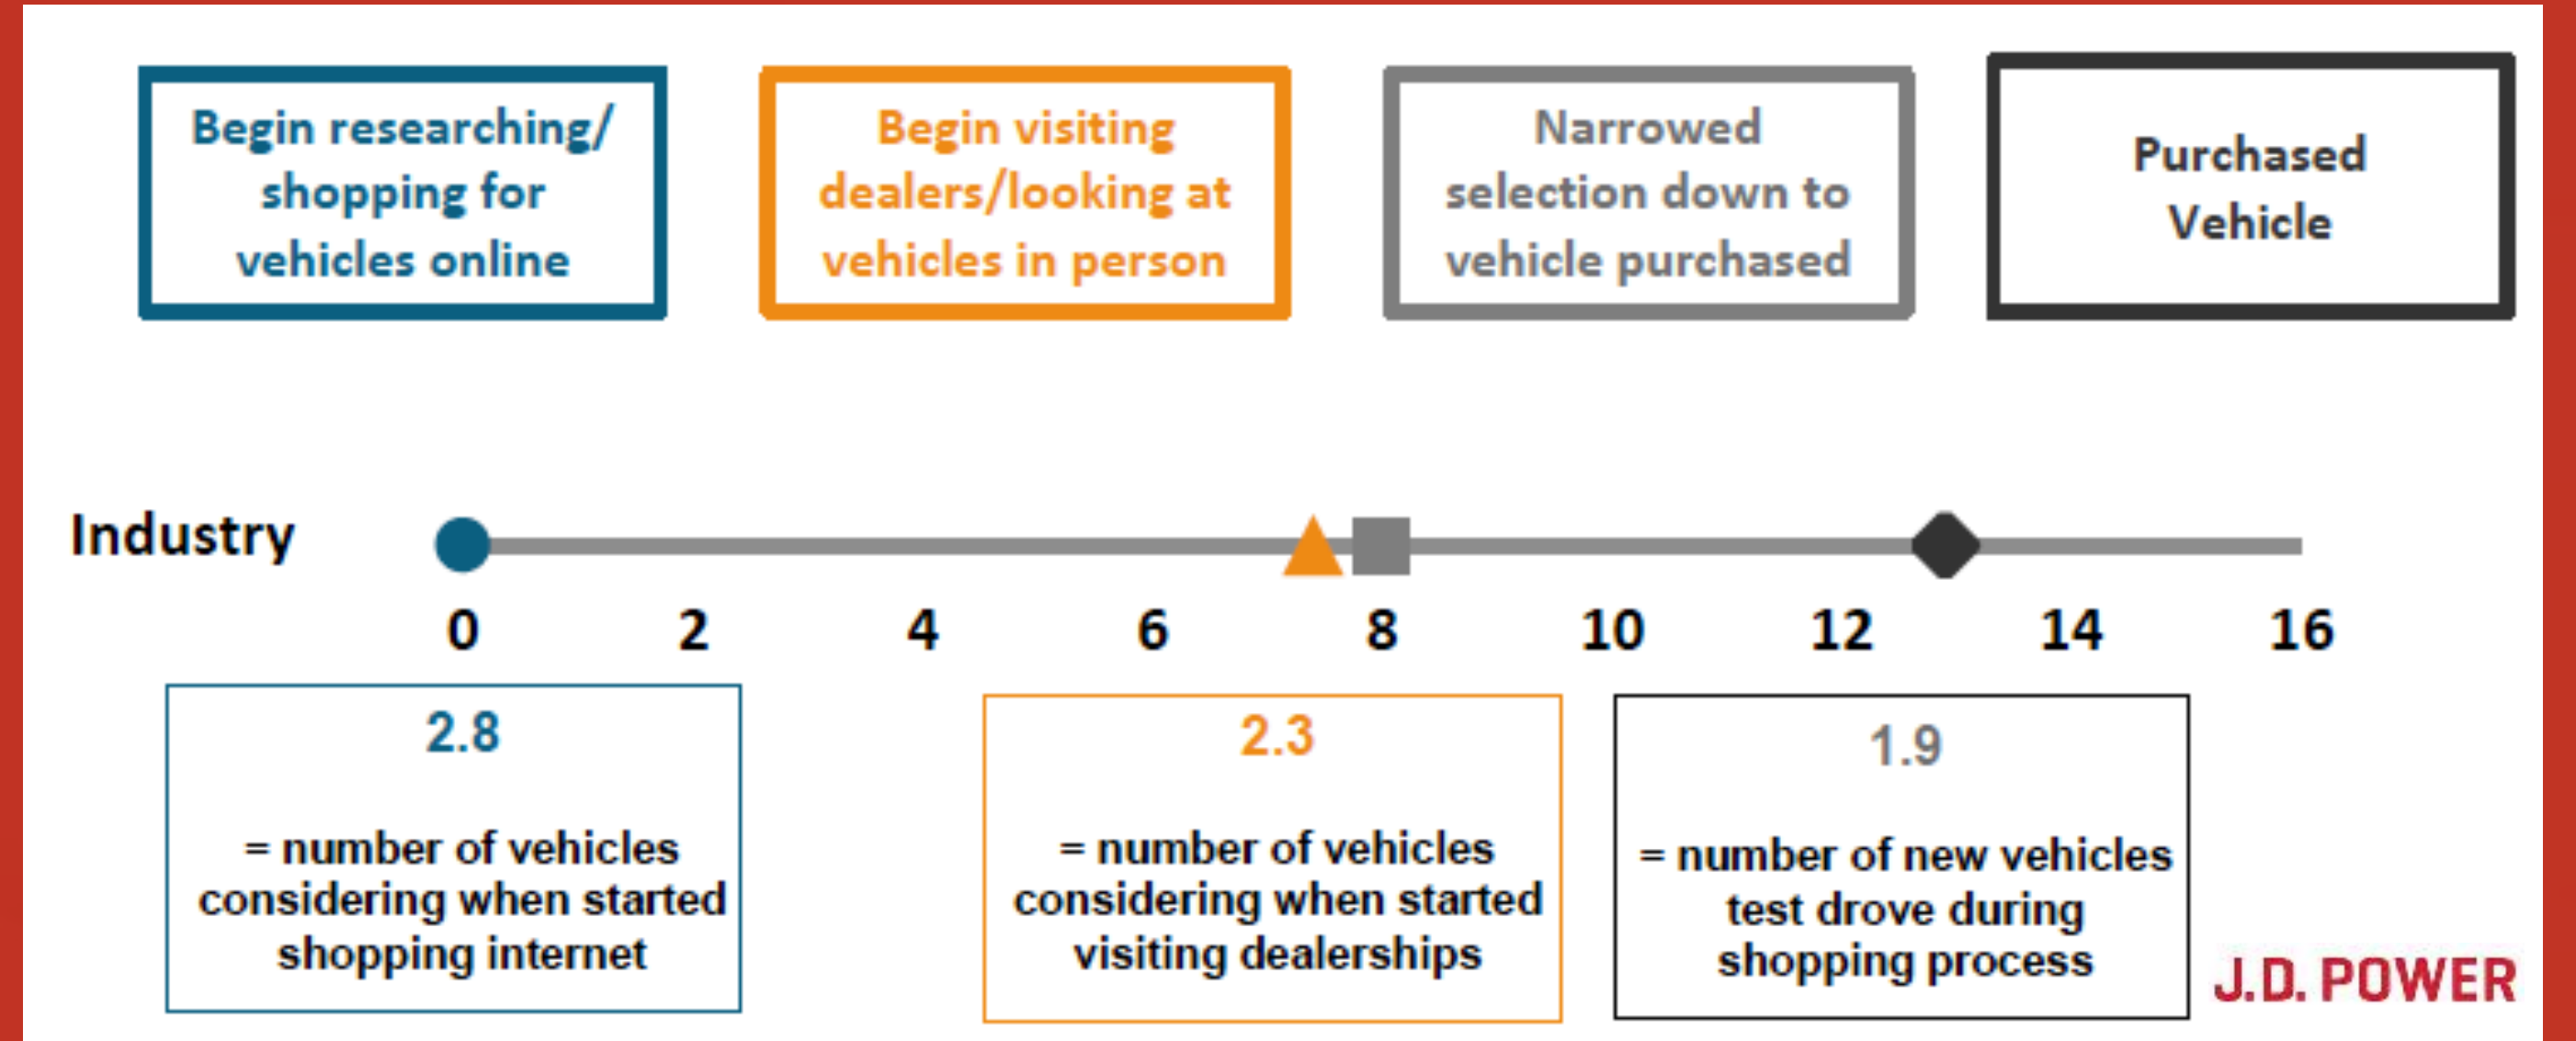 Begin researching/
shopping for
vehicles online
Begin visiting
dealers/looking at
vehicles in person
Narrowed
selection down to
vehicle purchased
Purchased
Vehicle
Industry
0 2 4 6 8 10 12 14 16
2.8
= number of vehicles
considering when started
shopping internet
2.3
= number of vehicles
considering when started
visiting dealerships
1.9
= number of new vehicles
test drove during
shopping process
J.D. POWER